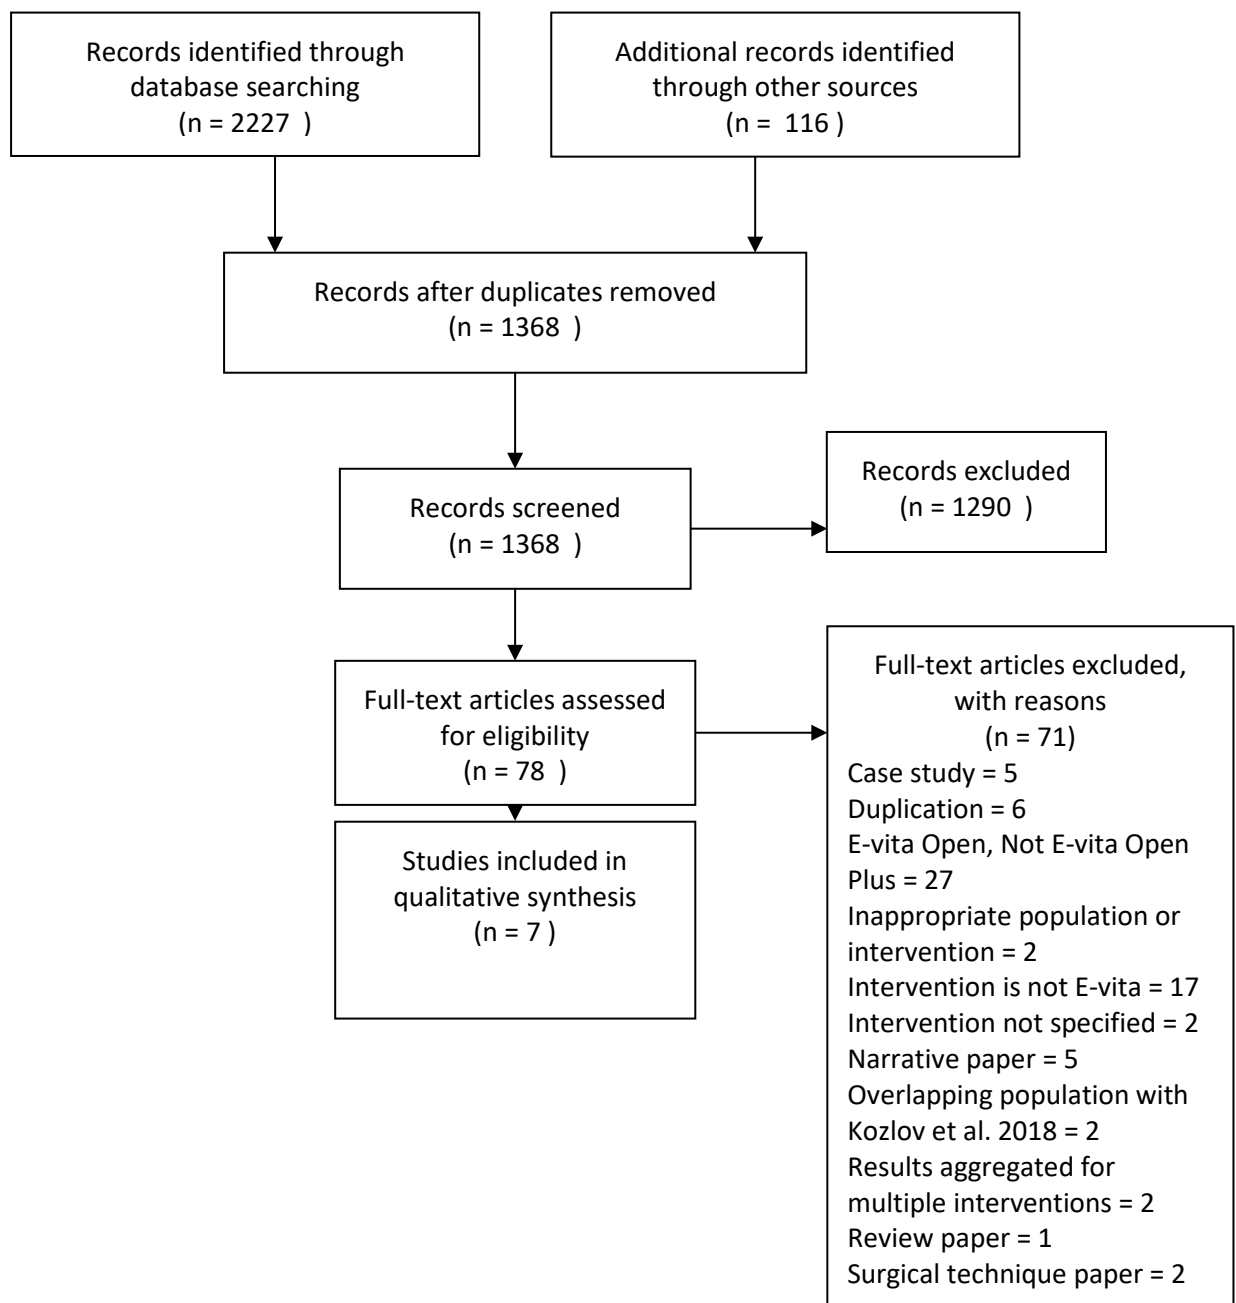 Records identified through
database searching
(n = 2227 )
Additional records identified
through other sources
(n = 116 )
Records after duplicates removed
(n = 1368 )
Records screened
(n = 1368 )
Records excluded
(n = 1290 )
Full-text articles assessed
for eligibility
(n = 78 )
Full-text articles excluded,
with reasons
(n = 71)
Case study = 5
Duplication = 6
E-vita Open, Not E-vita Open
Plus = 27
Inappropriate population or
intervention = 2
Intervention is not E-vita = 17
Intervention not specified = 2
Narrative paper = 5
Overlapping population with
Kozlov et al. 2018 = 2
Results aggregated for
multiple interventions = 2
Review paper = 1
Surgical technique paper = 2
Studies included in
qualitative synthesis
(n = 7 )